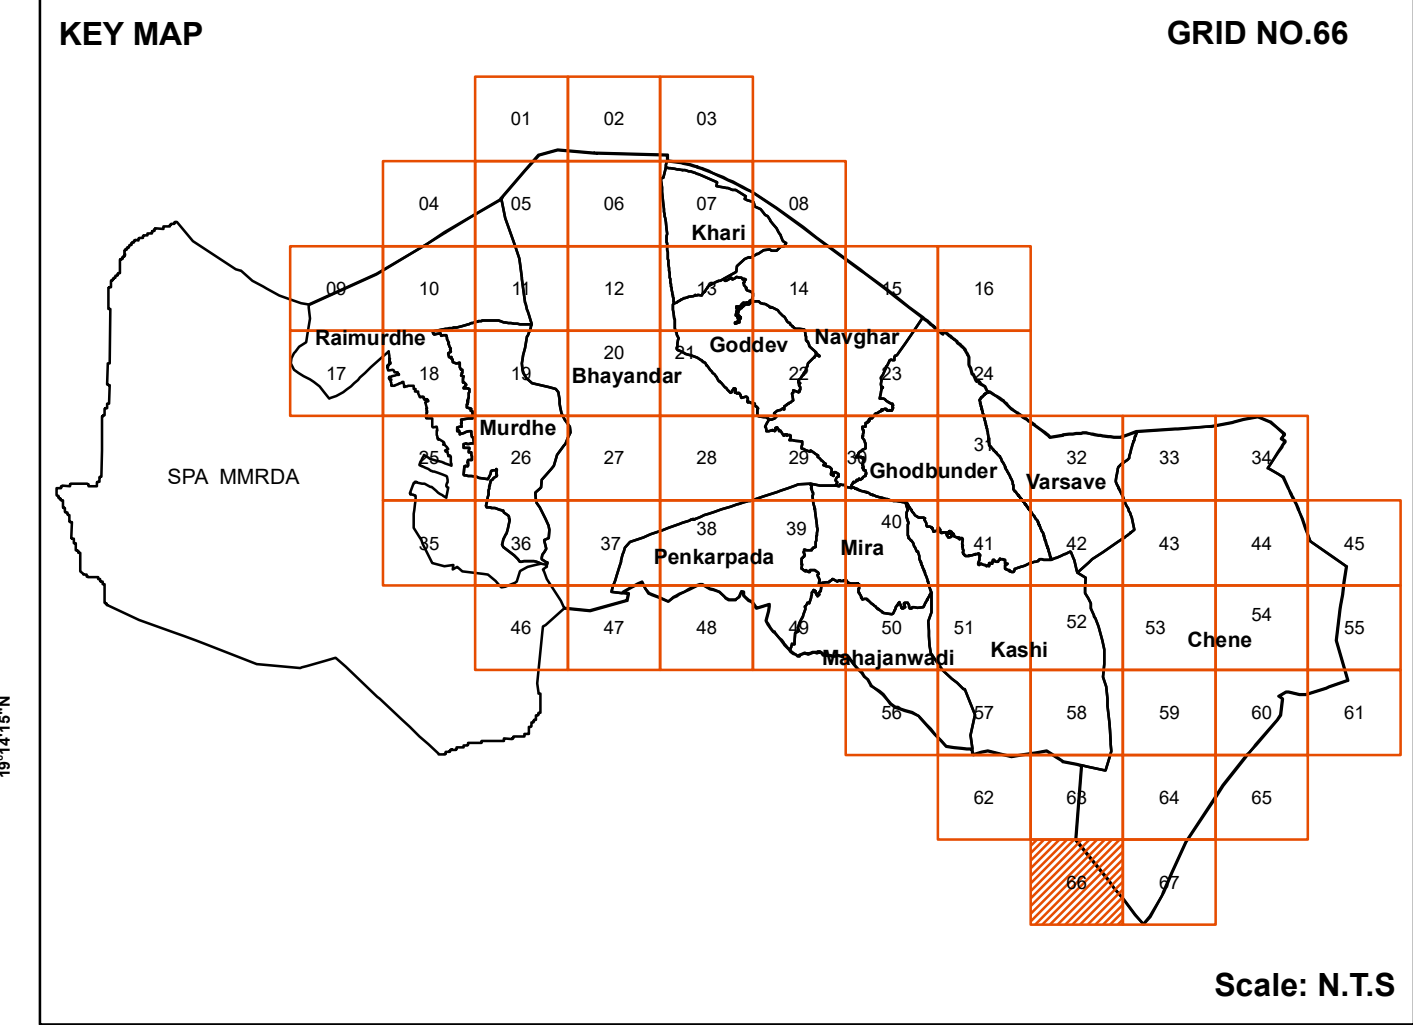 KEY MAP
GRID NO.66
01 02 03
04 05 06 07 08
Khari
09 10 11 12 13 14 15 16
Raimurdhe
Goddev
Navghar
17 18 19 20 21 22 23 24
Bhayandar
Murdhe
25 26 27 28 29 30 31 32 33 34
SPA MMRDA
Ghodbunder
Varsave
35 36 37 38 39 40 41 42 43 44 45
Penkarpada
Mira
46 47 48 49 50 51 52 53 54 55
Mahajanwadi
Kashi
Chene
56 57 58 59 60 61
62 63 64 65
66 67
Scale: N.T.S
19°14'15"N